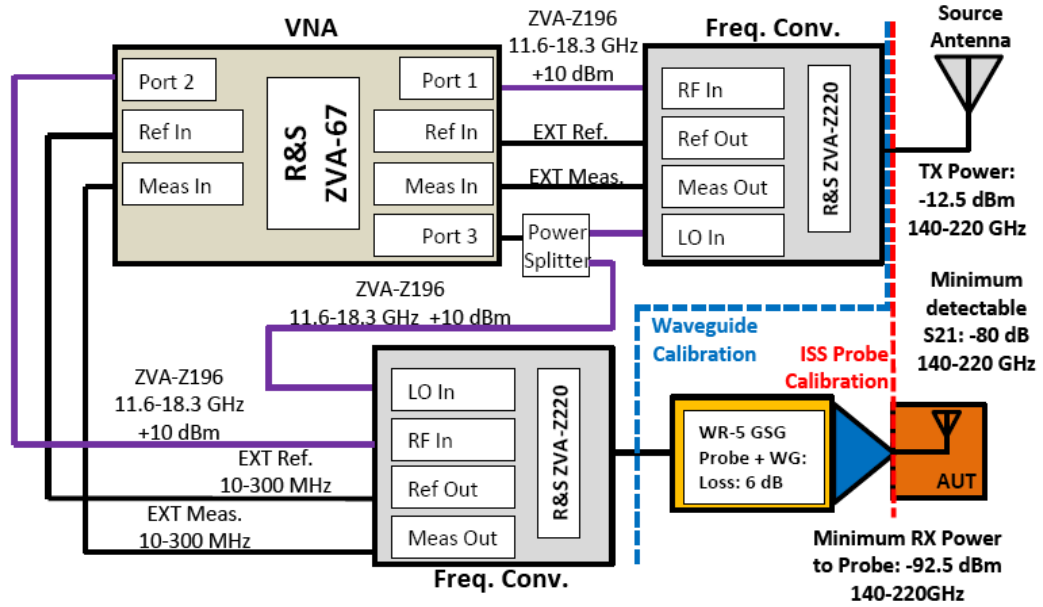 VNA
Port 2
Ref In
Meas In
R&S
ZVA-67
Port 1
Ref In
Meas In
Port 3
ZVA-Z196
11.6-18.3 GHz
+10 dBm
EXT Ref.
EXT Meas.
Power
Splitter
Freq. Conv.
RF In
Ref Out
Meas Out
LO In
R&S ZVA-Z220
Source
Antenna
TX Power:
-12.5 dBm
140-220 GHz
Minimum
detectable
S21: -80 dB
140-220 GHz
ZVA-Z196
11.6-18.3 GHz +10 dBm
Waveguide
Calibration
ISS Probe
Calibration
ZVA-Z196
11.6-18.3 GHz
+10 dBm
EXT Ref.
10-300 MHz
EXT Meas.
10-300 MHz
LO In
RF In
Ref Out
Meas Out
R&S ZVA-Z220
Freq. Conv.
WR-5 GSG
Probe + WG:
Loss: 6 dB
AUT
Minimum RX Power
to Probe: -92.5 dBm
140-220GHz